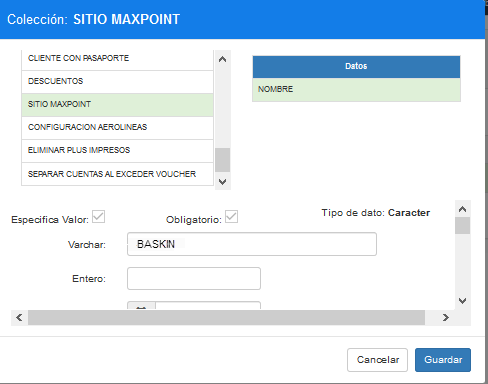 Colección: SITIO MAXPOINT
CLIENTE CON PASAPORTE
DESCUENTOS
SITIO MAXPOINT
CONFIGURACION AEROLINEAS
ELIMINAR PLUS IMPRESOS
SEPARAR CUENTAS AL EXCEDER VOUCHER
Datos
NOMBRE
Especifica Valor:
Obligatorio:
Tipo de dato: Caracter
Varchar: BASKIN
Entero:
Cancelar
Guardar